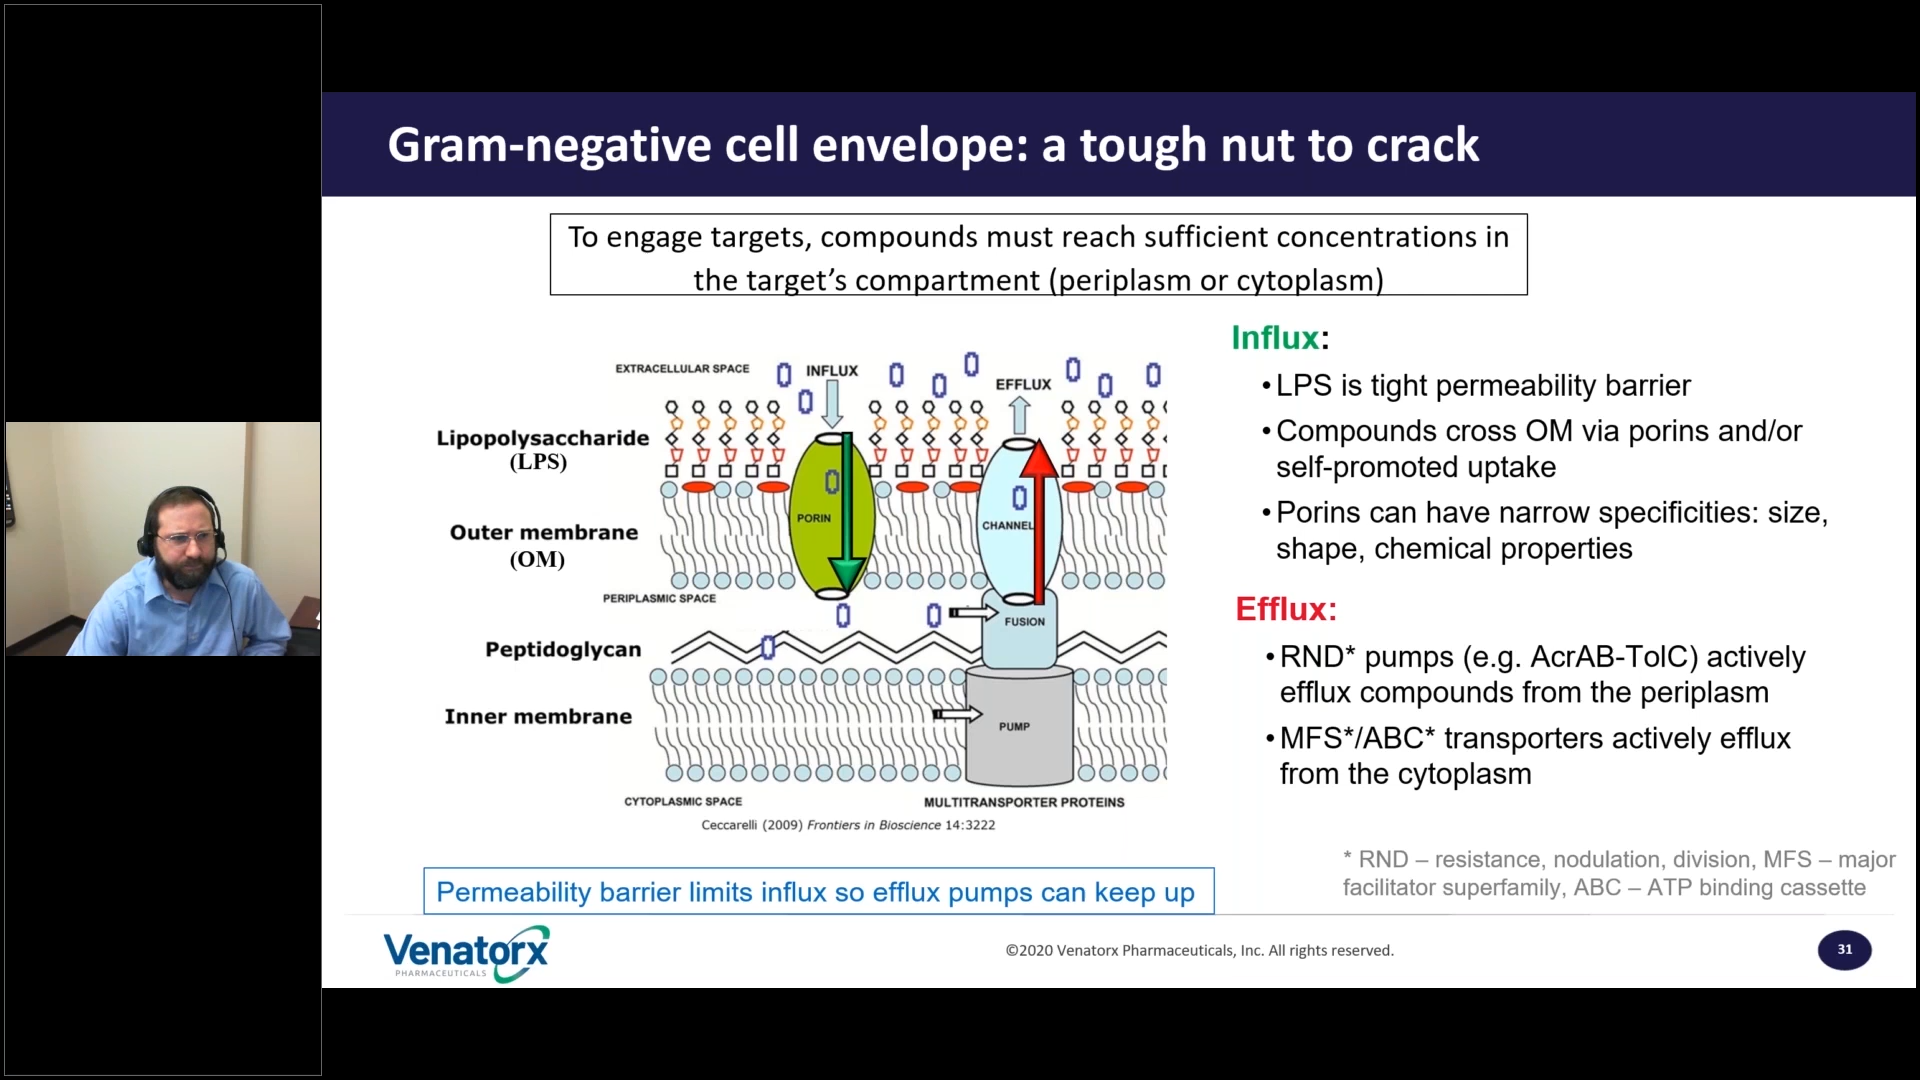 Gram-negative cell envelope: a tough nut to crack
To engage targets, compounds must reach sufficient concentrations in
the target’s compartment (periplasm or cytoplasm)
EXTRACELLULAR SPACE
INFLUX
EFFLUX
Lipopolysaccharide
(LPS)
PORIN
CHANNEL
Outer membrane
(OM)
PERIPLASMIC SPACE
FUSION
Peptidoglycan
Inner membrane
PUMP
CYTOPLASMIC SPACE
MULTITRANSPORTER PROTEINS
Ceccarelli (2009) Frontiers in Bioscience 14:3222
Permeability barrier limits influx so efflux pumps can keep up
Influx:
•LPS is tight permeability barrier
•Compounds cross OM via porins and/or
self-promoted uptake
•Porins can have narrow specificities: size,
shape, chemical properties
Efflux:
•RND* pumps (e.g. AcrAB-TolC) actively
efflux compounds from the periplasm
•MFS*/ABC* transporters actively efflux
from the cytoplasm
* RND – resistance, nodulation, division, MFS – major
facilitator superfamily, ABC – ATP binding cassette
Venatorx
PHARMACEUTICALS
©2020 Venatorx Pharmaceuticals, Inc. All rights reserved.
31